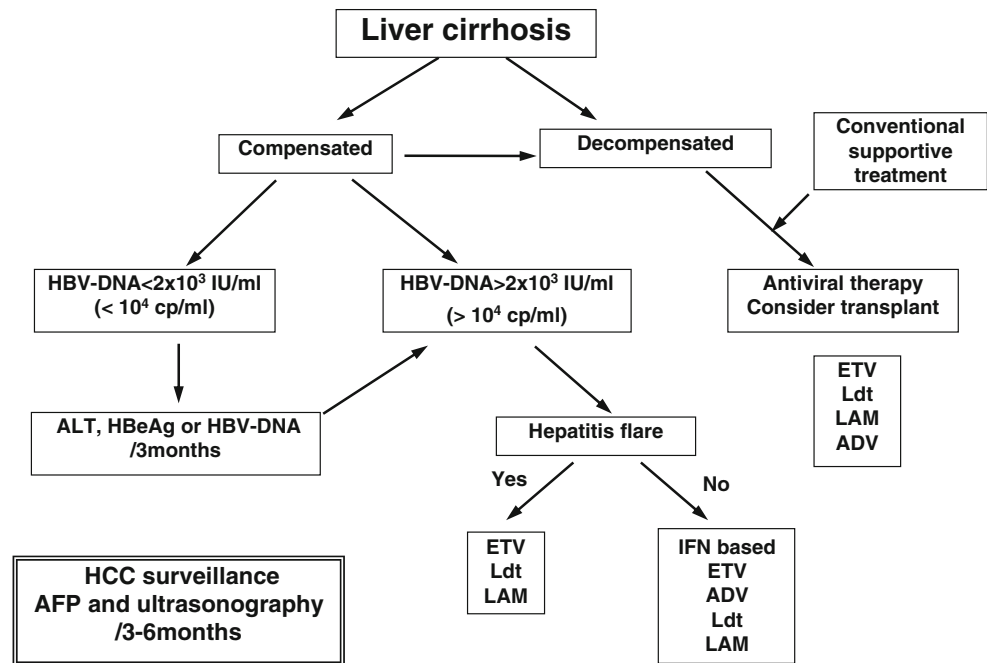 Liver cirrhosis
Compensated
Decompensated
Conventional
supportive
treatment
HBV-DNA<2x10³ IU/ml
(< 10⁴ cp/ml)
HBV-DNA>2x10³ IU/ml
(> 10⁴ cp/ml)
Antiviral therapy
Consider transplant
ETV
Ldt
LAM
ADV
ALT, HBeAg or HBV-DNA
/3months
Hepatitis flare
Yes
No
ETV
Ldt
LAM
IFN based
ETV
ADV
Ldt
LAM
HCC surveillance
AFP and ultrasonography
/3-6months